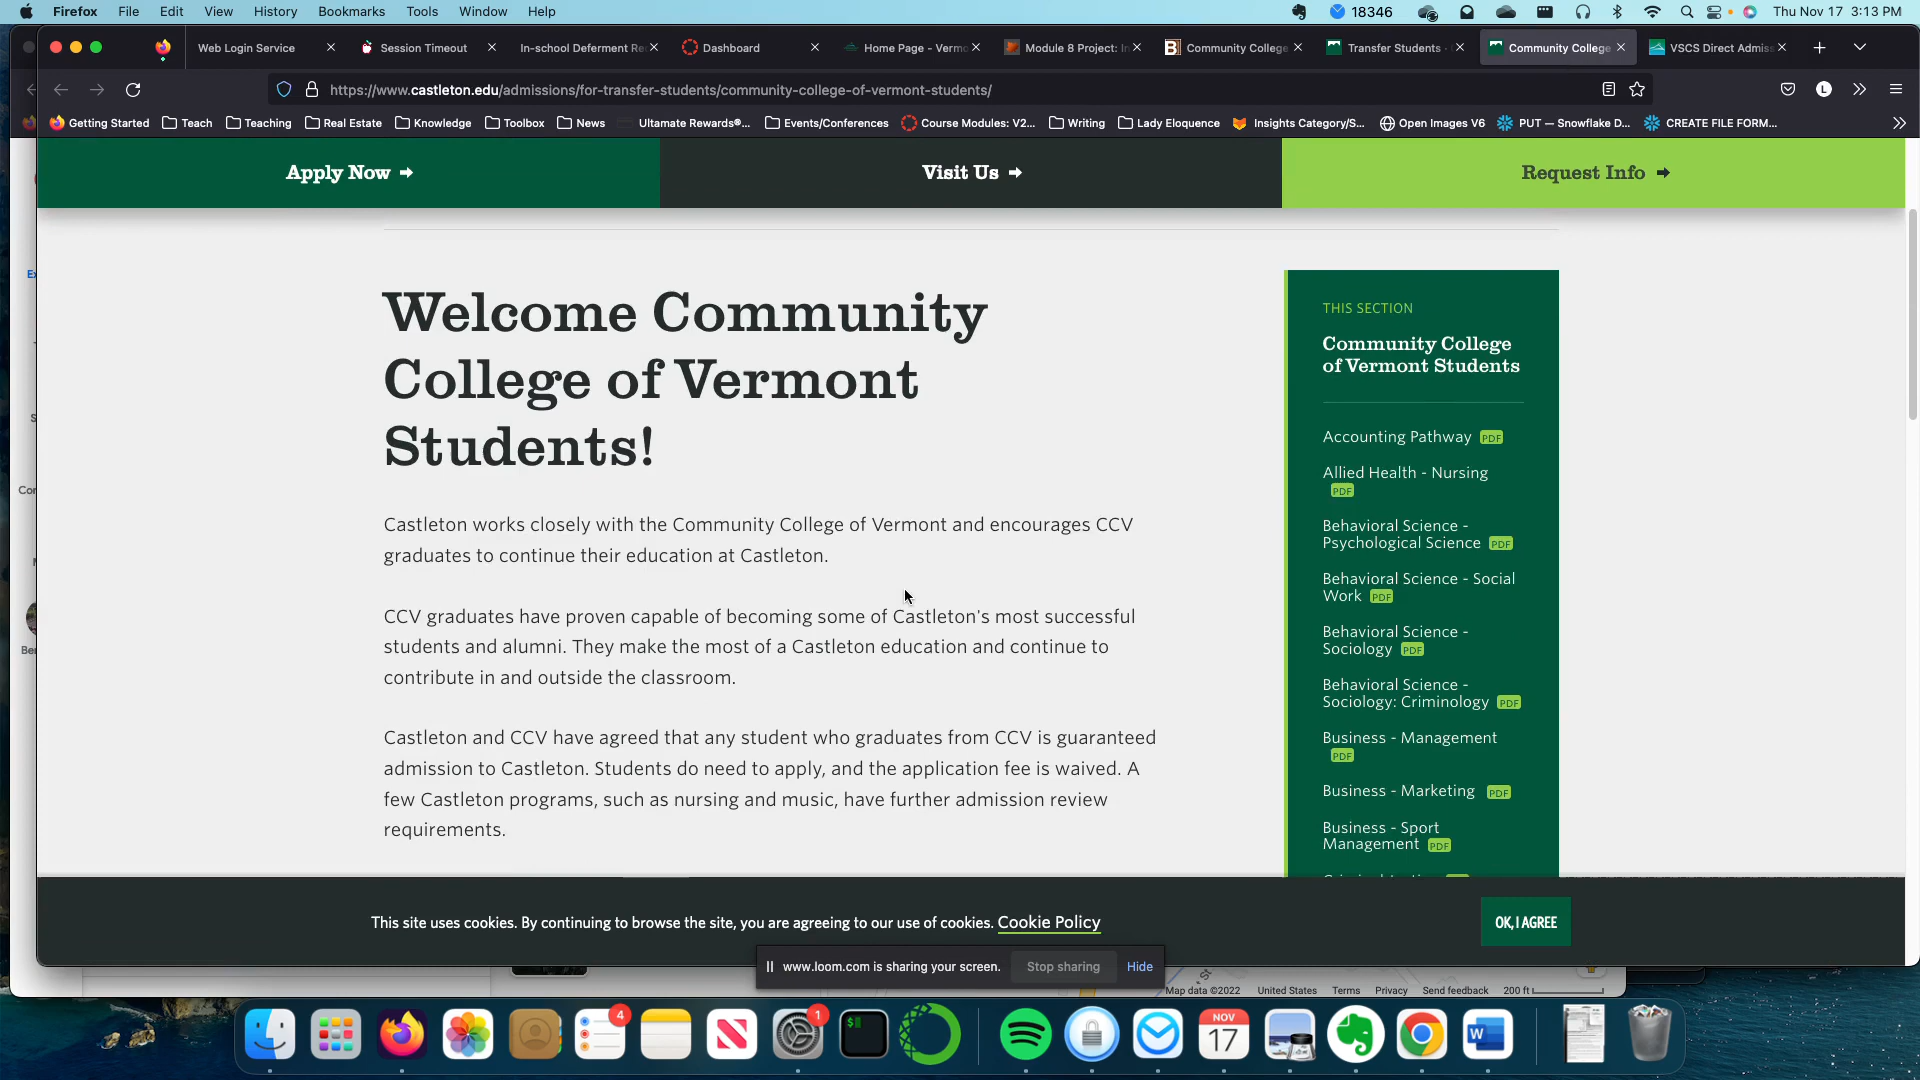 Firefox File Edit View History Bookmarks Tools Window Help
18346
Thu Nov 17 3:13 PM
Web Login Service
Session Timeout
In-school Deferment Re
Dashboard
Home Page - Vermo
Module 8 Project: In
Community College
Transfer Students -
Community College
VSCS Direct Admis
https://www.castleton.edu/admissions/for-transfer-students/community-college-of-vermont-students/
L
Getting Started
Teach
Teaching
Real Estate
Knowledge
Toolbox
News
Ultamate Rewards®...
Events/Conferences
Course Modules: V2...
Writing
Lady Eloquence
Insights Category/S...
Open Images V6
PUT — Snowflake D...
CREATE FILE FORM...
Apply Now
Visit Us
Request Info
Welcome Community
College of Vermont
Students!
Castleton works closely with the Community College of Vermont and encourages CCV
graduates to continue their education at Castleton.
CCV graduates have proven capable of becoming some of Castleton's most successful
students and alumni. They make the most of a Castleton education and continue to
contribute in and outside the classroom.
Castleton and CCV have agreed that any student who graduates from CCV is guaranteed
admission to Castleton. Students do need to apply, and the application fee is waived. A
few Castleton programs, such as nursing and music, have further admission review
requirements.
THIS SECTION
Community College
of Vermont Students
Accounting Pathway PDF
Allied Health - Nursing
PDF
Behavioral Science -
Psychological Science PDF
Behavioral Science - Social
Work PDF
Behavioral Science -
Sociology PDF
Behavioral Science -
Sociology: Criminology PDF
Business - Management
PDF
Business - Marketing PDF
Business - Sport
Management PDF
This site uses cookies. By continuing to browse the site, you are agreeing to our use of cookies. Cookie Policy
OK, I AGREE
www.loom.com is sharing your screen.
Stop sharing
Hide
Map data ©2022 United States Terms Privacy Send feedback 200 ft
4
1
NOV
17